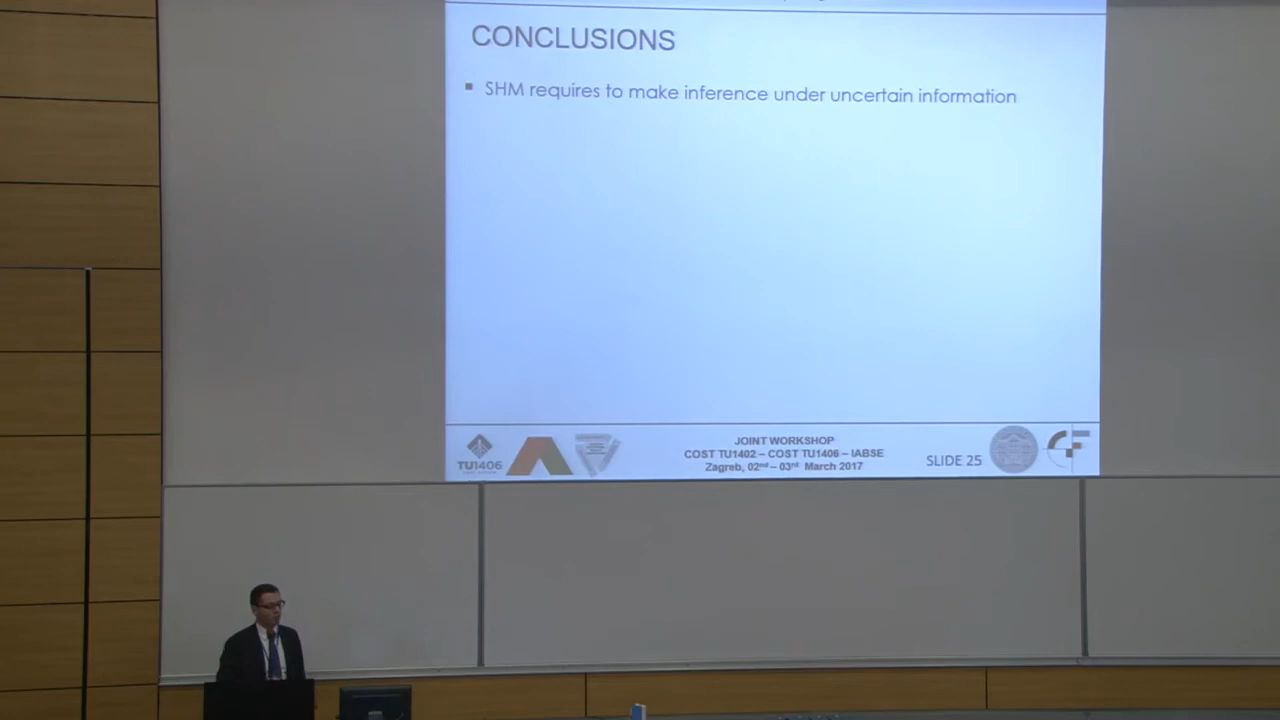 CONCLUSIONS
SHM requires to make inference under uncertain information
TU1406
JOINT WORKSHOP
COST TU1402 – COST TU1406 – IABSE
Zagreb, 02nd – 03rd March 2017
SLIDE 25